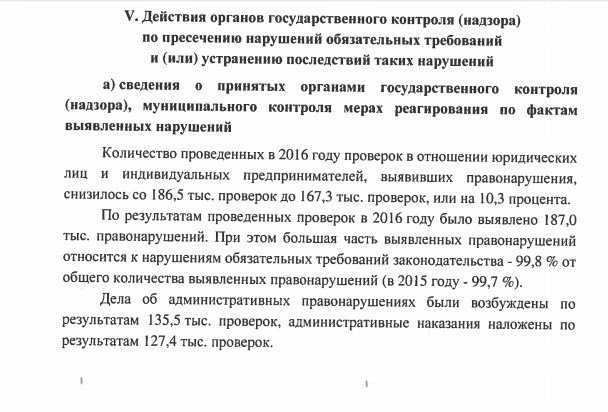 V. Действия органов государственного контроля (надзора)
по пресечению нарушений обязательных требований
и (или) устранению последствий таких нарушений
а) сведения о принятых органами государственного контроля
(надзора), муниципального контроля мерах реагирования по фактам
выявленных нарушений
Количество проведенных в 2016 году проверок в отношении юридических
лиц и индивидуальных предпринимателей, выявивших правонарушения,
снизилось со 186,5 тыс. проверок до 167,3 тыс. проверок, или на 10,3 процента.
По результатам проведенных проверок в 2016 году было выявлено 187,0
тыс. правонарушений. При этом большая часть выявленных правонарушений
относится к нарушениям обязательных требований законодательства - 99,8 % от
общего количества выявленных правонарушений (в 2015 году - 99,7 %).
Дела об административных правонарушениях были возбуждены по
результатам 135,5 тыс. проверок, административные наказания наложены по
результатам 127,4 тыс. проверок.